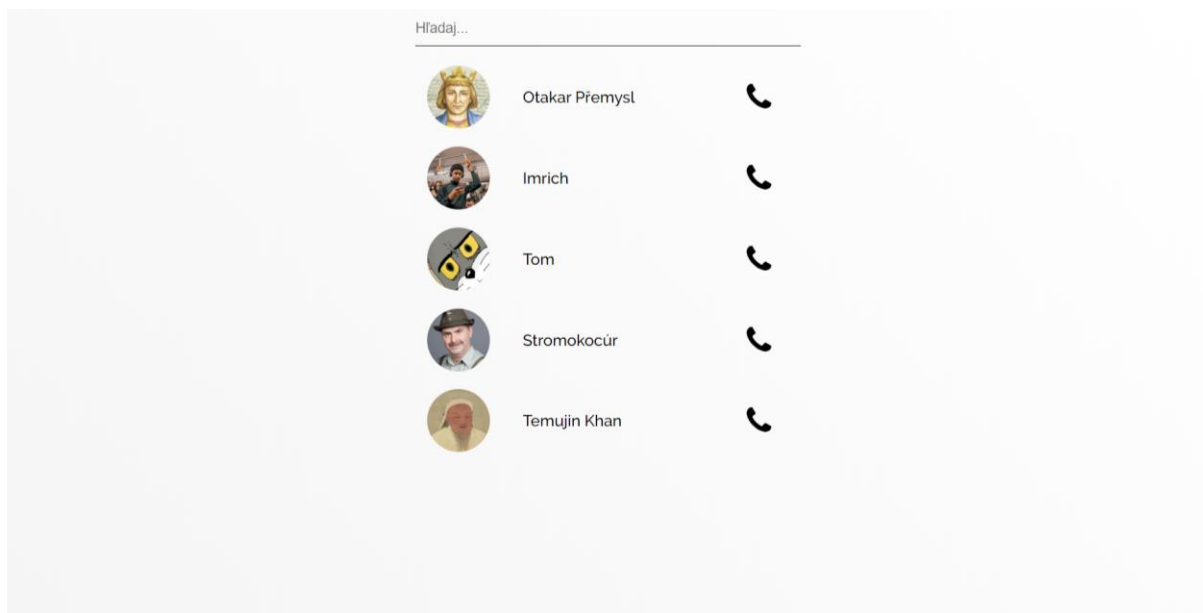 Hľadaj...
Otakar Přemysl
Imrich
Tom
Stromokocúr
Temujin Khan